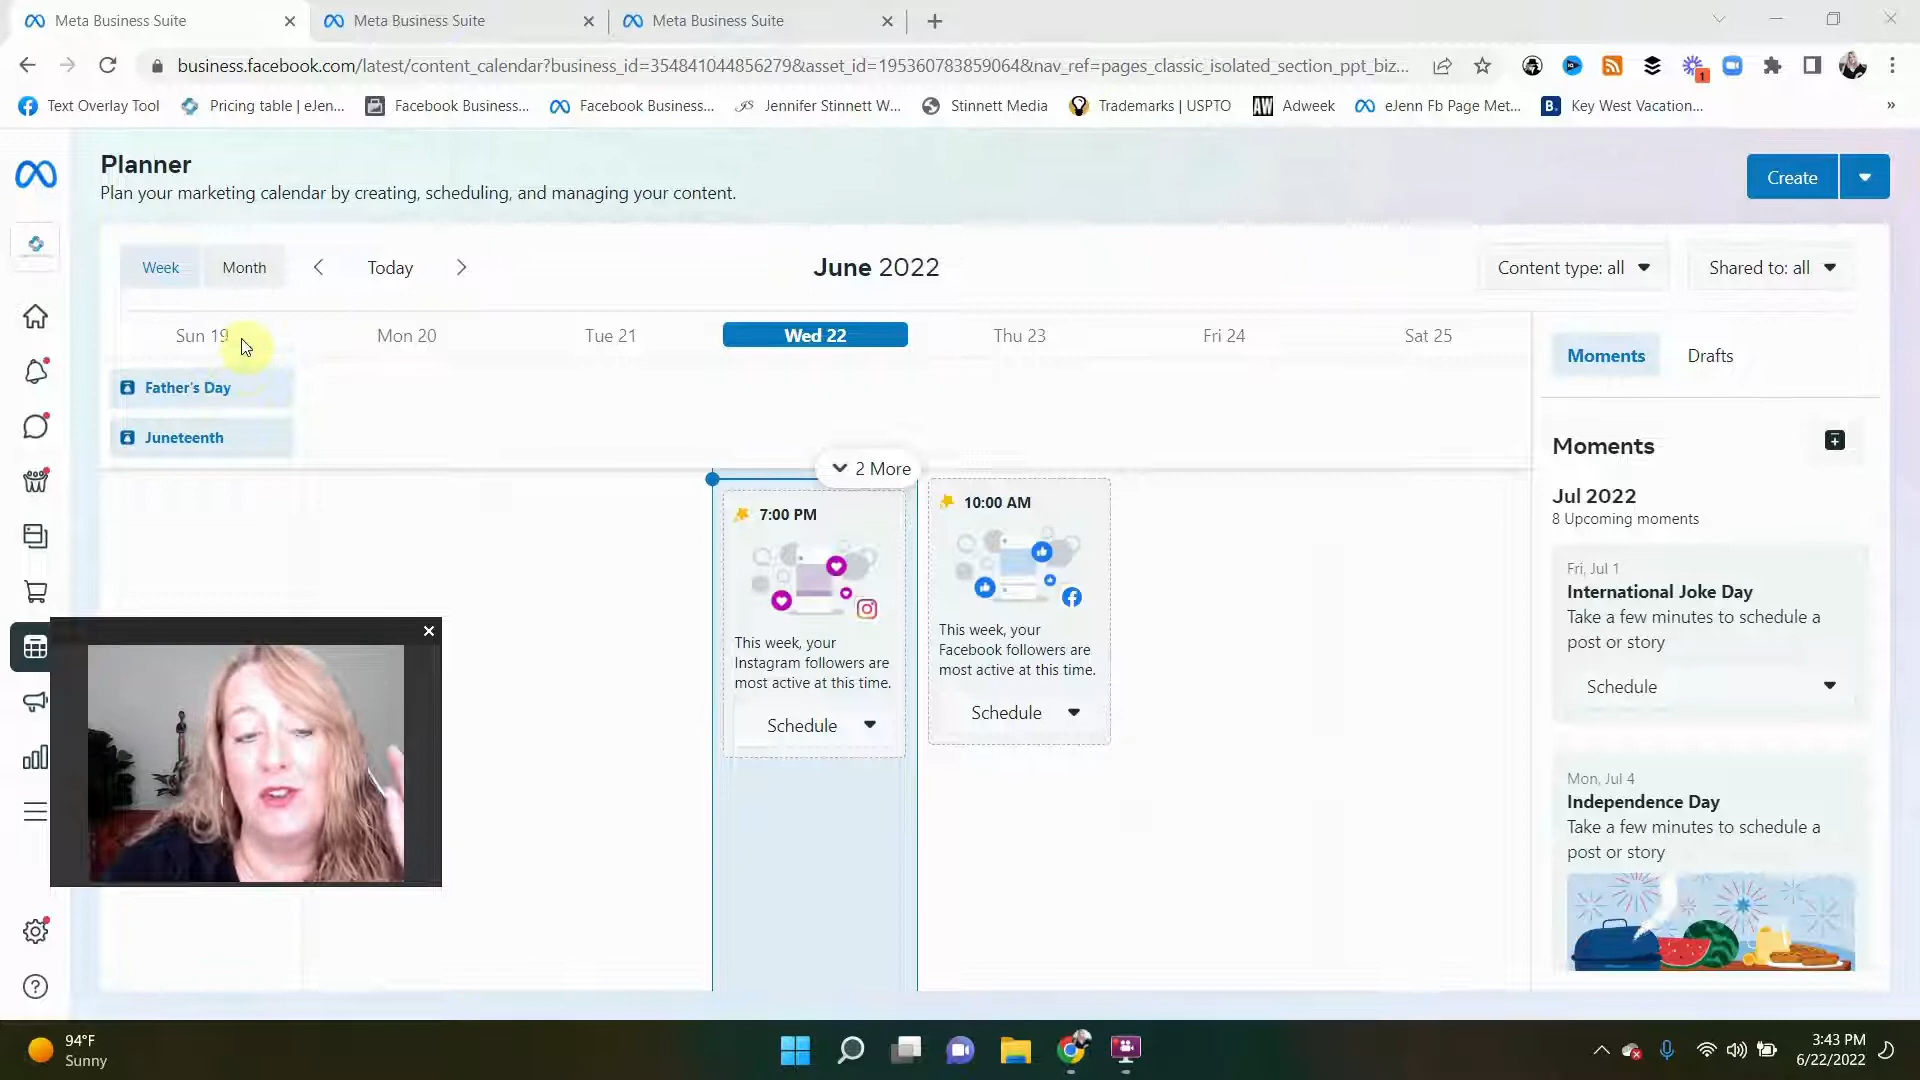 Meta Business Suite
Meta Business Suite
Meta Business Suite
business.facebook.com/latest/content_calendar?business_id=354841044856279&asset_id=195360783859064&nav_ref=pages_classic_isolated_section_ppt_biz...
1
Text Overlay Tool
Pricing table | eJen...
Facebook Business...
Facebook Business...
JS Jennifer Stinnett W...
Stinnett Media
Trademarks | USPTO
AW Adweek
eJenn Fb Page Met...
B. Key West Vacation...
»
Planner
Plan your marketing calendar by creating, scheduling, and managing your content.
Create
Week
Month
Today
June 2022
Content type: all
Shared to: all
Sun 19
Mon 20
Tue 21
Wed 22
Thu 23
Fri 24
Sat 25
Father's Day
Juneteenth
2 More
7:00 PM
This week, your
Instagram followers are
most active at this time.
Schedule
10:00 AM
This week, your
Facebook followers are
most active at this time.
Schedule
Moments
Drafts
Moments
Jul 2022
8 Upcoming moments
Fri, Jul 1
International Joke Day
Take a few minutes to schedule a
post or story
Schedule
Mon, Jul 4
Independence Day
Take a few minutes to schedule a
post or story
94°F
Sunny
3:43 PM
6/22/2022